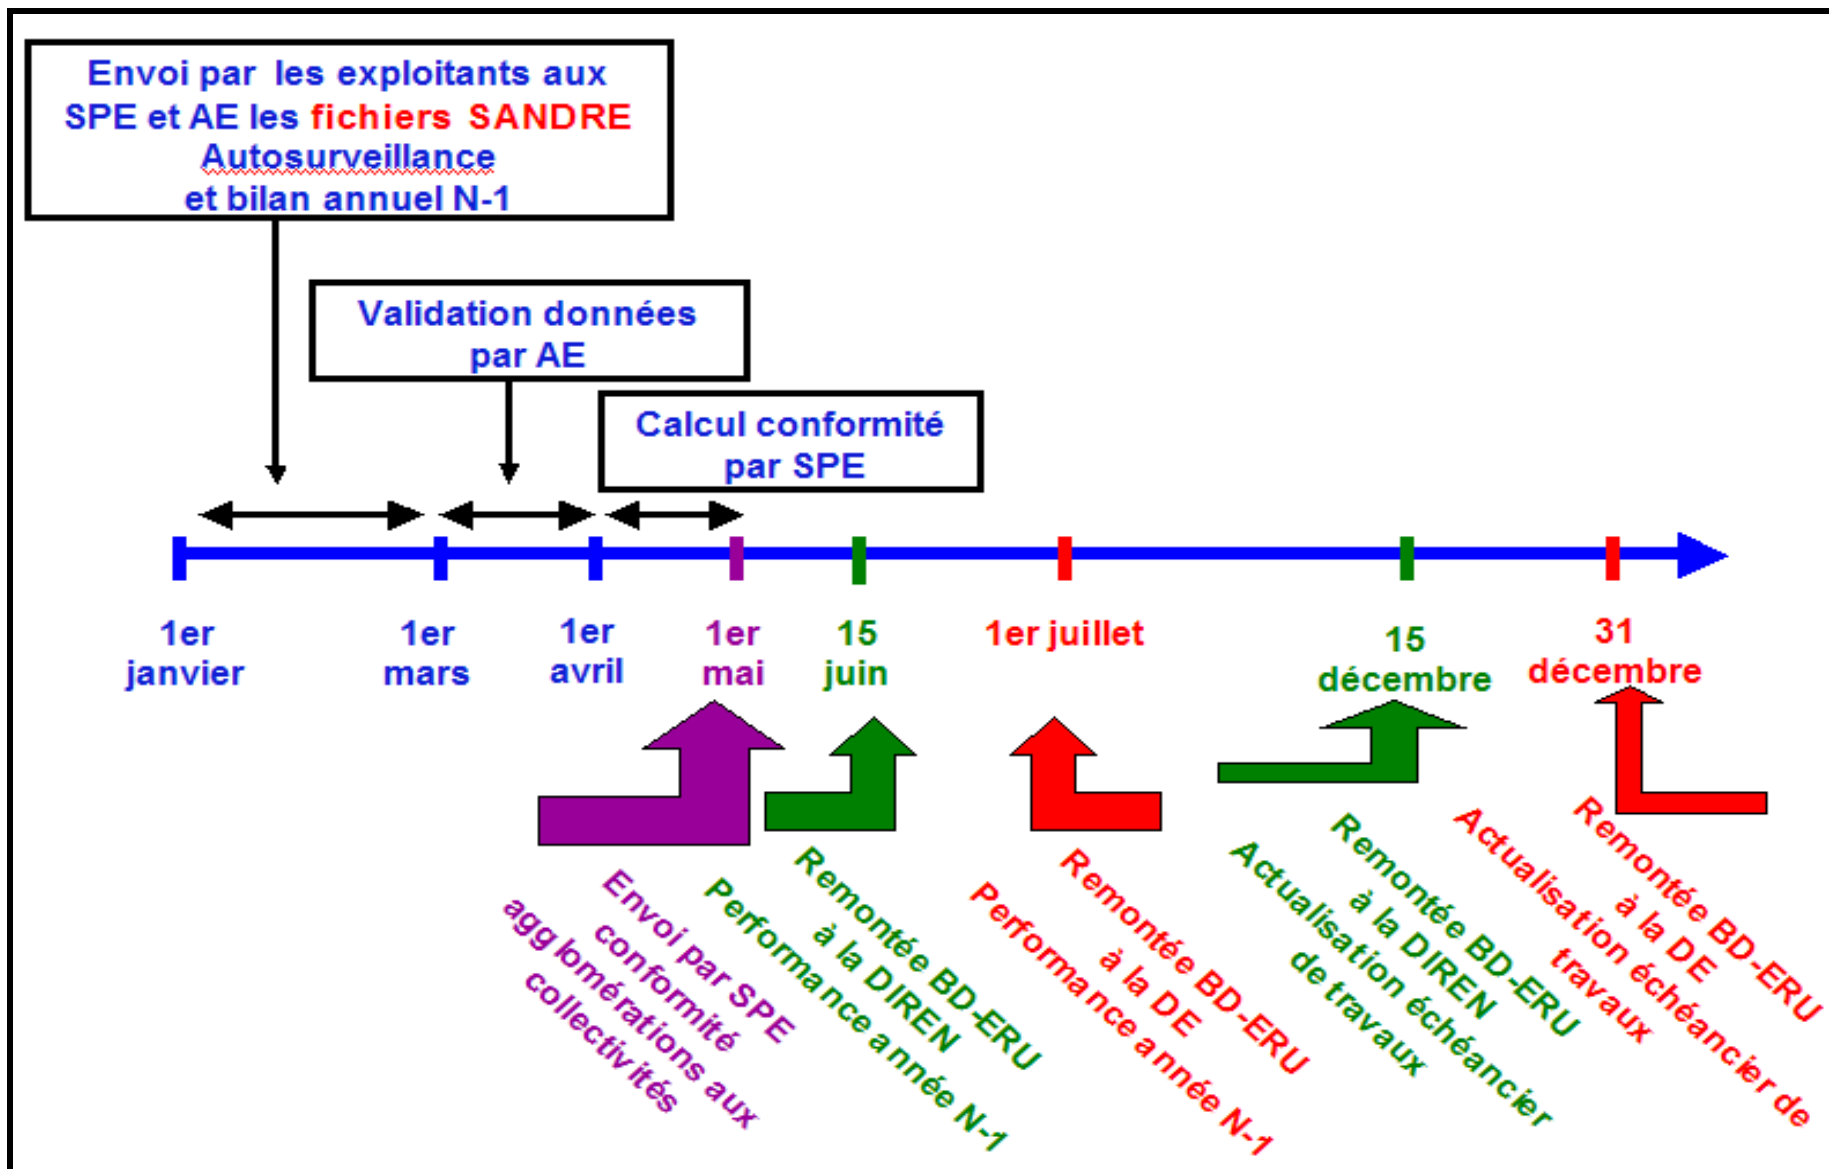 Envoi par les exploitants aux
SPE et AE les fichiers SANDRE
Autosurveillance
et bilan annuel N-1
Validation données
par AE
Calcul conformité
par SPE
1er
janvier
1er
mars
1er
avril
1er
mai
15
juin
1er juillet
15
décembre
31
décembre
Envoi par SPE
conformité
agglomérations aux
collectivités
Remontée BD-ERU
à la DIREN
Performance année N-1
Remontée BD-ERU
à la DE
Performance année N-1
Remontée BD-ERU
à la DIREN
Actualisation échéancier
de travaux
Remontée BD-ERU
à la DE
Actualisation échéancier de
travaux